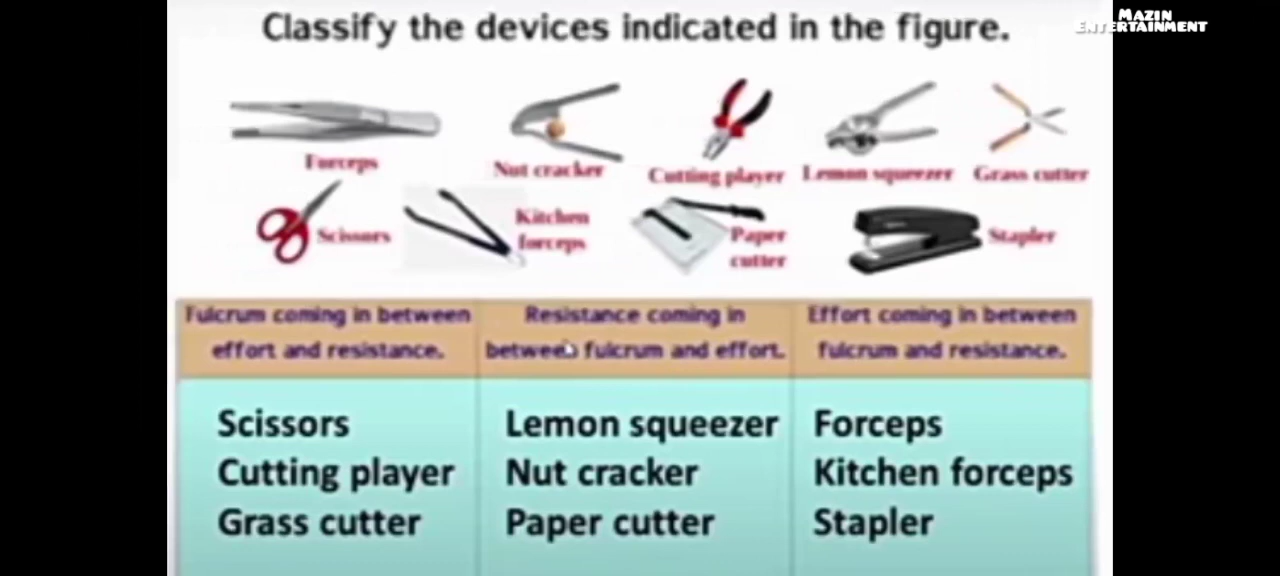 Classify the devices indicated in the figure.
MAZIN
ENTERTAINMENT
Forceps
Nut cracker
Cutting player
Lemon squeezer
Grass cutter
Scissors
Kitchen
forceps
Paper
cutter
Stapler
Fulcrum coming in between
effort and resistance.
Resistance coming in
between fulcrum and effort.
Effort coming in between
fulcrum and resistance.
Scissors
Cutting player
Grass cutter
Lemon squeezer
Nut cracker
Paper cutter
Forceps
Kitchen forceps
Stapler